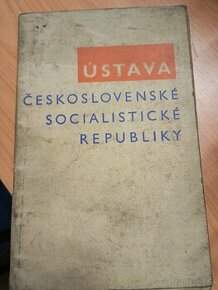 ÚSTAVA
ČESKOSLOVENSKÉ
SOCIALISTICKÉ
REPUBLIKY